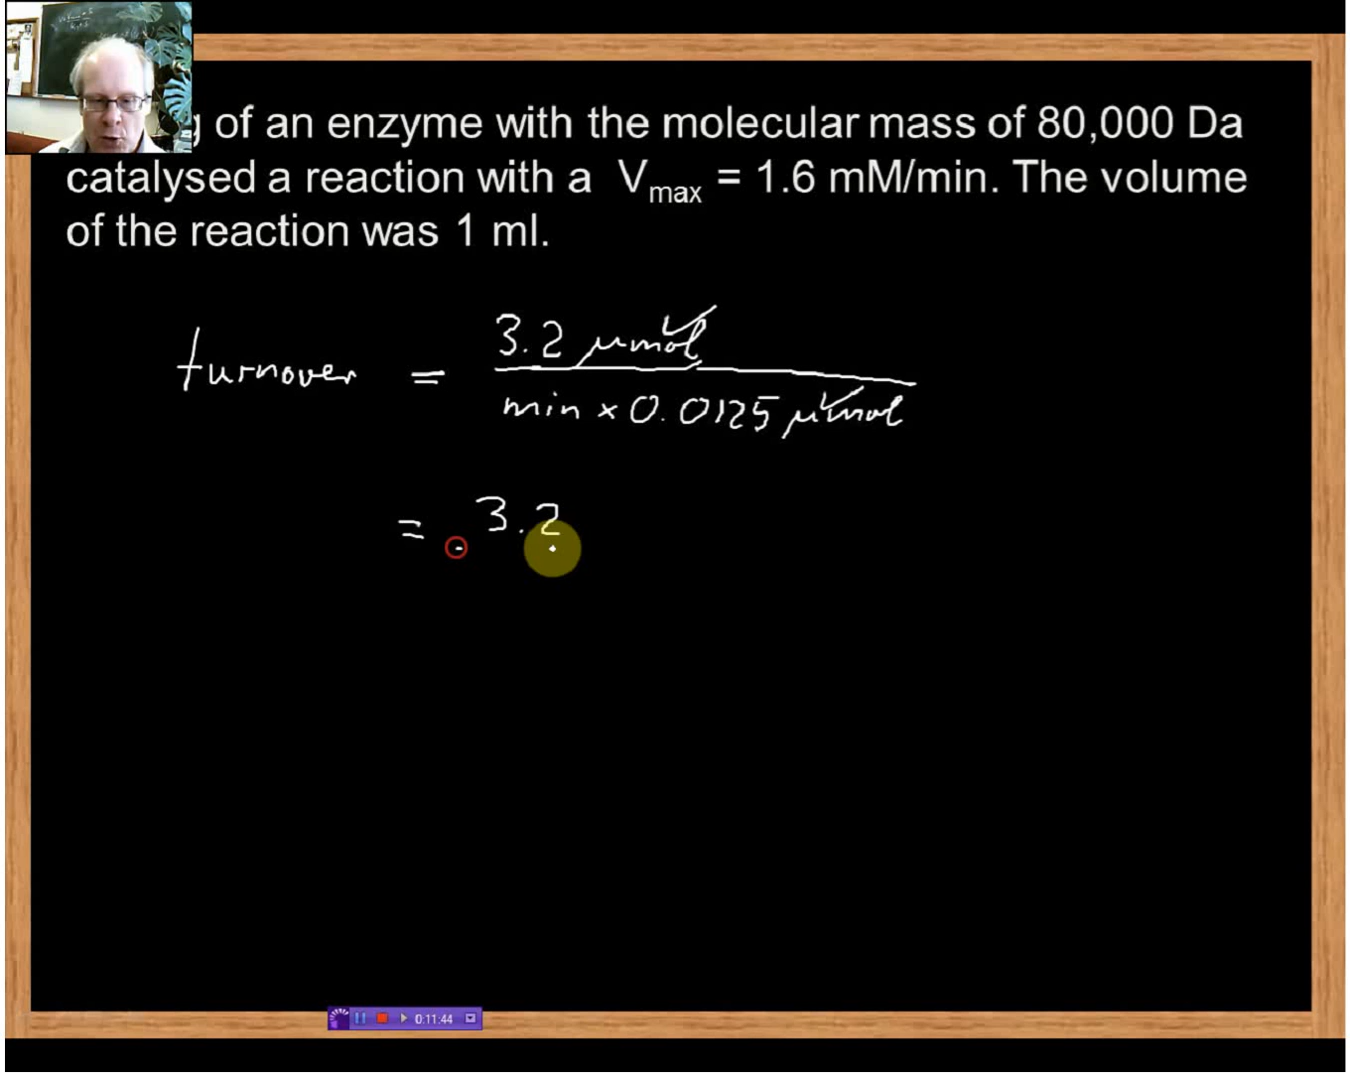 of an enzyme with the molecular mass of 80,000 Da
catalysed a reaction with a Vmax = 1.6 mM/min. The volume
of the reaction was 1 ml.
turnover = 3.2 μmol
min × 0.0125 μmol
= 3.2
0:11:44